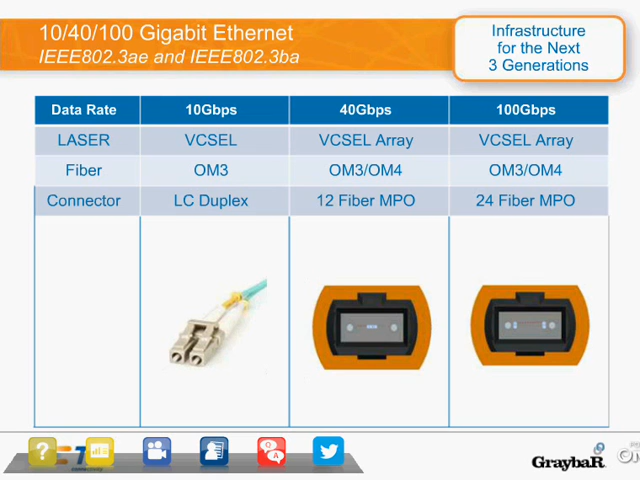 10/40/100 Gigabit Ethernet
IEEE802.3ae and IEEE802.3ba
Infrastructure
for the Next
3 Generations
Data Rate 10Gbps 40Gbps 100Gbps
LASER VCSEL VCSEL Array VCSEL Array
Fiber OM3 OM3/OM4 OM3/OM4
Connector LC Duplex 12 Fiber MPO 24 Fiber MPO
?
Q
A
GraybaR